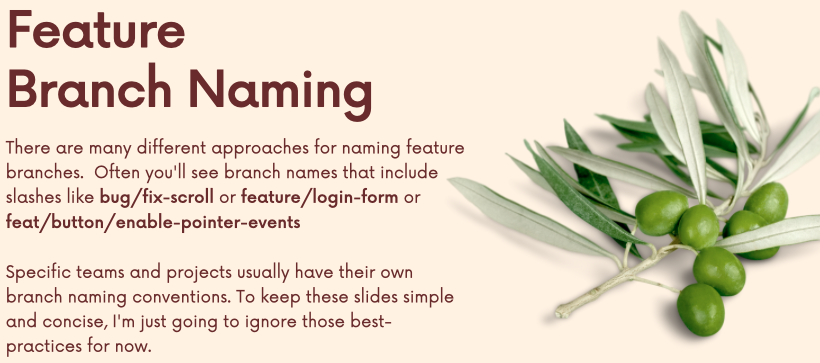 Feature
Branch Naming
There are many different approaches for naming feature
branches.  Often you'll see branch names that include
slashes like bug/fix-scroll or feature/login-form or
feat/button/enable-pointer-events
Specific teams and projects usually have their own
branch naming conventions. To keep these slides simple
and concise, I'm just going to ignore those best-
practices for now.